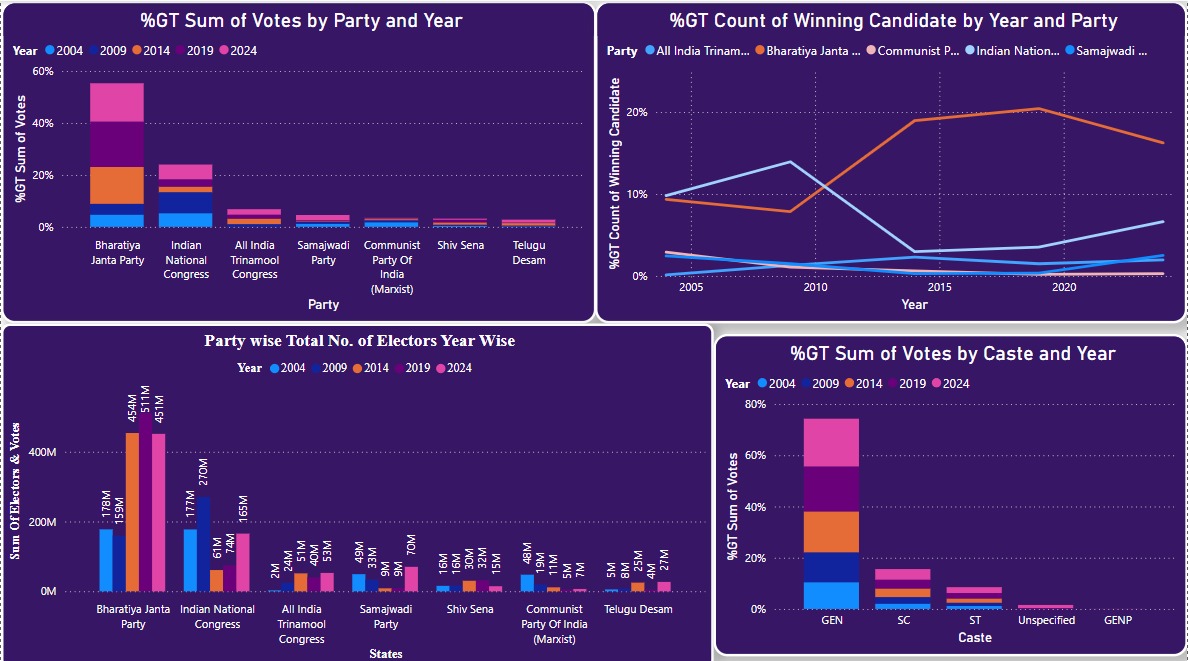 %GT Sum of Votes by Party and Year
Year 2004 2009 2014 2019 2024
%GT Sum of Votes
60%
40%
20%
0%
Bharatiya Janta Party
Indian National Congress
All India Trinamool Congress
Samajwadi Party
Communist Party Of India (Marxist)
Shiv Sena
Telugu Desam
Party
%GT Count of Winning Candidate by Year and Party
Party All India Trinam... Bharatiya Janta ... Communist P... Indian Nation... Samajwadi ...
%GT Count of Winning Candidate
20%
10%
0%
2005 2010 2015 2020
Year
Party wise Total No. of Electors Year Wise
Year 2004 2009 2014 2019 2024
Sum Of Electors & Votes
400M
200M
0M
178M 159M 454M 511M 451M
177M 270M 61M 74M 165M
2M 24M 51M 40M 53M
49M 33M 9M 9M 70M
16M 16M 30M 32M 15M
48M 19M 11M 5M 7M
5M 8M 25M 4M 27M
Bharatiya Janta Party
Indian National Congress
All India Trinamool Congress
Samajwadi Party
Shiv Sena
Communist Party Of India (Marxist)
Telugu Desam
States
%GT Sum of Votes by Caste and Year
Year 2004 2009 2014 2019 2024
%GT Sum of Votes
80%
60%
40%
20%
0%
GEN SC ST Unspecified GENP
Caste